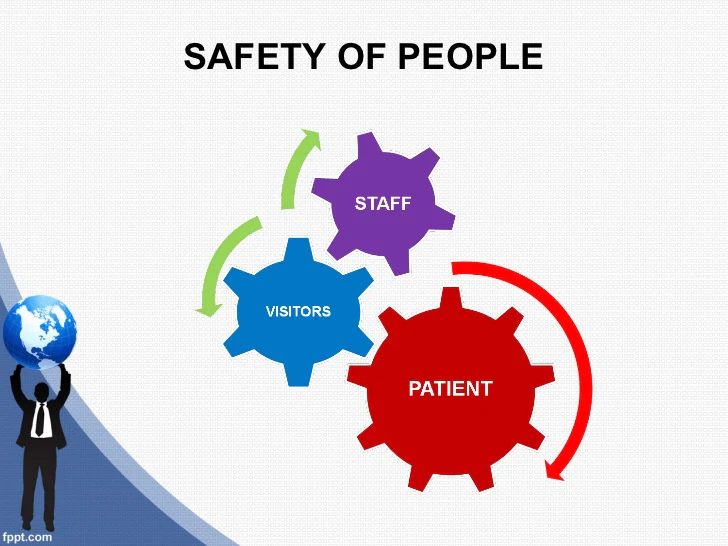 SAFETY OF PEOPLE
STAFF
VISITORS
PATIENT
fppt.com